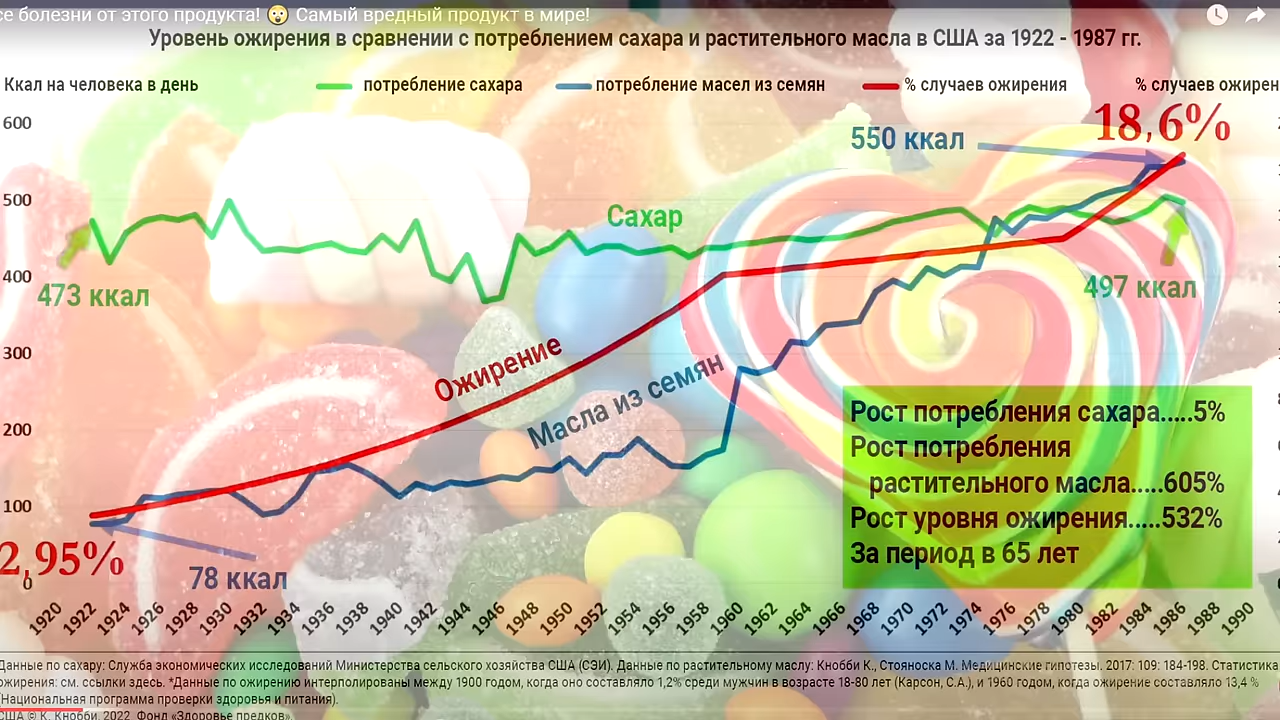 се болезни от этого продукта! 😮 Самый вредный продукт в мире!
Уровень ожирения в сравнении с потреблением сахара и растительного масла в США за 1922 - 1987 гг.
Ккал на человека в день
потребление сахара
потребление масел из семян
% случаев ожирения
% случаев ожирен
600
500
400
300
200
100
0
550 ккал
18,6%
Сахар
473 ккал
497 ккал
Ожирение
Масла из семян
2,95%
78 ккал
Рост потребления сахара.....5%
Рост потребления
растительного масла.....605%
Рост уровня ожирения.....532%
За период в 65 лет
1920 1922 1924 1926 1928 1930 1932 1934 1936 1938 1940 1942 1944 1946 1948 1950 1952 1954 1956 1958 1960 1962 1964 1966 1968 1970 1972 1974 1976 1978 1980 1982 1984 1986 1988 1990
Данные по сахару: Служба экономических исследований Министерства сельского хозяйства США (СЭИ). Данные по растительному маслу: Кнобби К., Стояноска М. Медицинские гипотезы. 2017: 109: 184-198. Статистика
ожирения: см. ссылки здесь. *Данные по ожирению интерполированы между 1900 годом, когда оно составляло 1,2% среди мужчин в возрасте 18-80 лет (Карсон, С.А.), и 1960 годом, когда ожирение составляло 13,4 %
(Национальная программа проверки здоровья и питания).
США © К. Кнобби. 2022. Фонд «Здоровье предков».